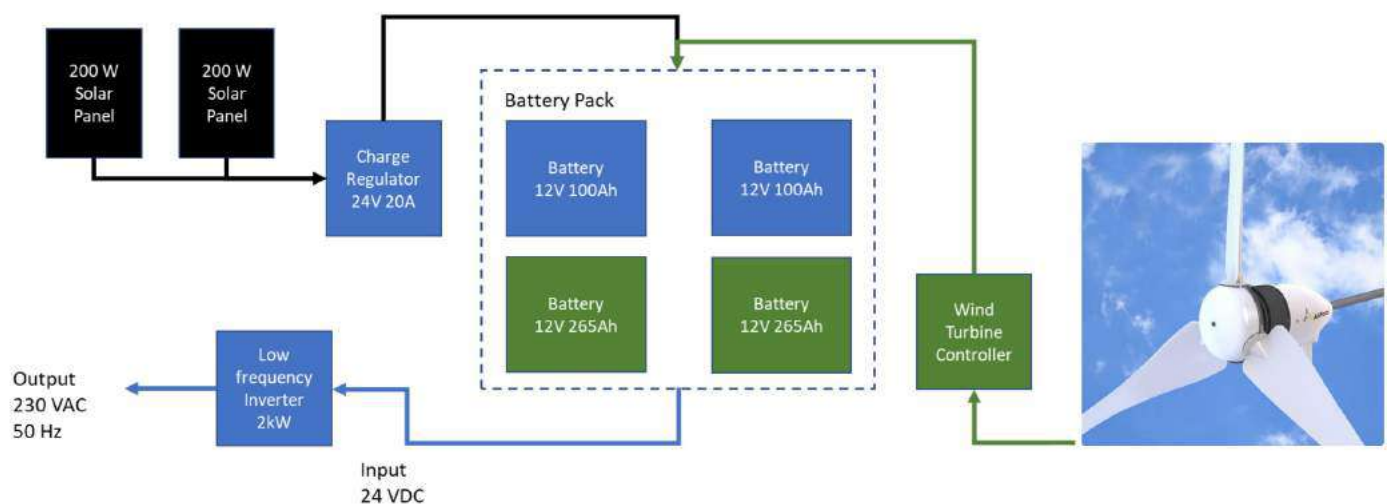 200 W
Solar
Panel
200 W
Solar
Panel
Charge
Regulator
24V 20A
Battery Pack
Battery
12V 100Ah
Battery
12V 100Ah
Battery
12V 265Ah
Battery
12V 265Ah
Wind
Turbine
Controller
Low
frequency
Inverter
2kW
Output
230 VAC
50 Hz
Input
24 VDC